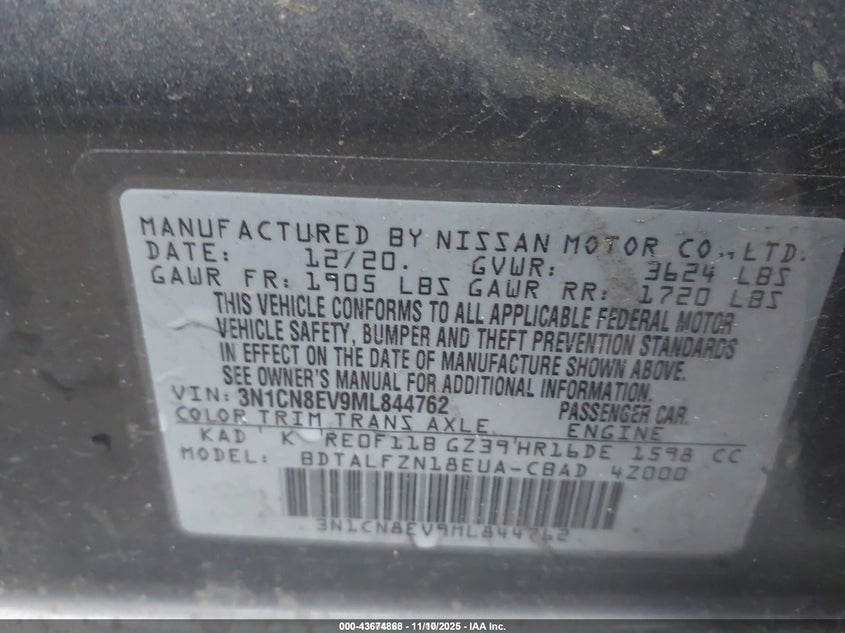 MANUFACTURED BY NISSAN MOTOR CO., LTD.
DATE: 12/20. GVWR: 3624 LBS
GAWR FR: 1905 LBS GAWR RR: 1720 LBS
THIS VEHICLE CONFORMS TO ALL APPLICABLE FEDERAL MOTOR
VEHICLE SAFETY, BUMPER AND THEFT PREVENTION STANDARDS
IN EFFECT ON THE DATE OF MANUFACTURE SHOWN ABOVE.
SEE OWNER'S MANUAL FOR ADDITIONAL INFORMATION.
VIN: 3N1CN8EV9ML844762 PASSENGER CAR.
COLOR TRIM TRANS AXLE ENGINE
KAD K RE0F11B GZ39 HR16DE 1598 CC
MODEL: BDTALFZN18EUA-CBAD 4Z000
3N1CN8EV9ML844762
000-43674868 - 11/10/2025 - IAA Inc.